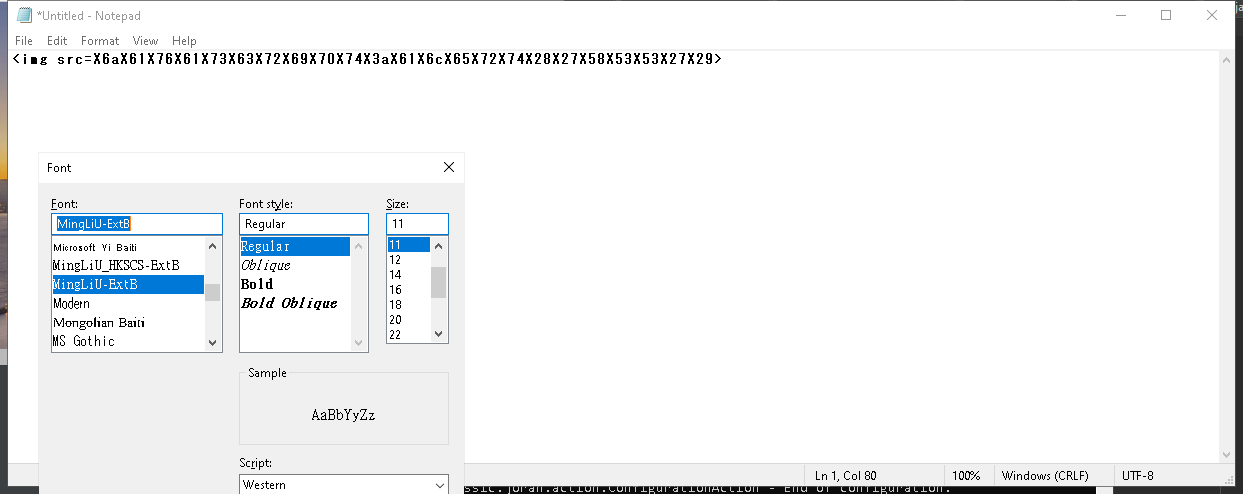 *Untitled - Notepad
File Edit Format View Help
<img src=X6aX61X76X61X73X63X72X69X70X74X3aX61X6cX65X72X74X28X27X58X53X53X27X29>
Font
Font: Font style: Size:
MingLiU-ExtB Regular 11
Microsoft Yi Baiti Regular 11
MingLiU_HKSCS-ExtB Oblique 12
MingLiU-ExtB Bold 14
Modern Bold Oblique 16
Mongolian Baiti 18
MS Gothic 20
22
Sample
AaBbYyZz
Script:
Western
Ln 1, Col 80 100% Windows (CRLF) UTF-8
ssic.joran.action.ConfigurationAction - End of configuration.